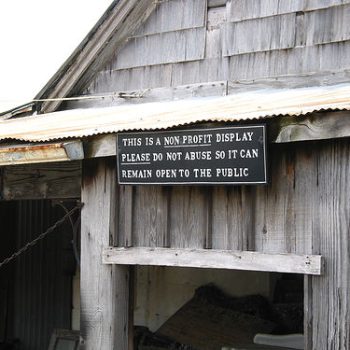 THIS IS A NON-PROFIT DISPLAY
PLEASE DO NOT ABUSE SO IT CAN
REMAIN OPEN TO THE PUBLIC